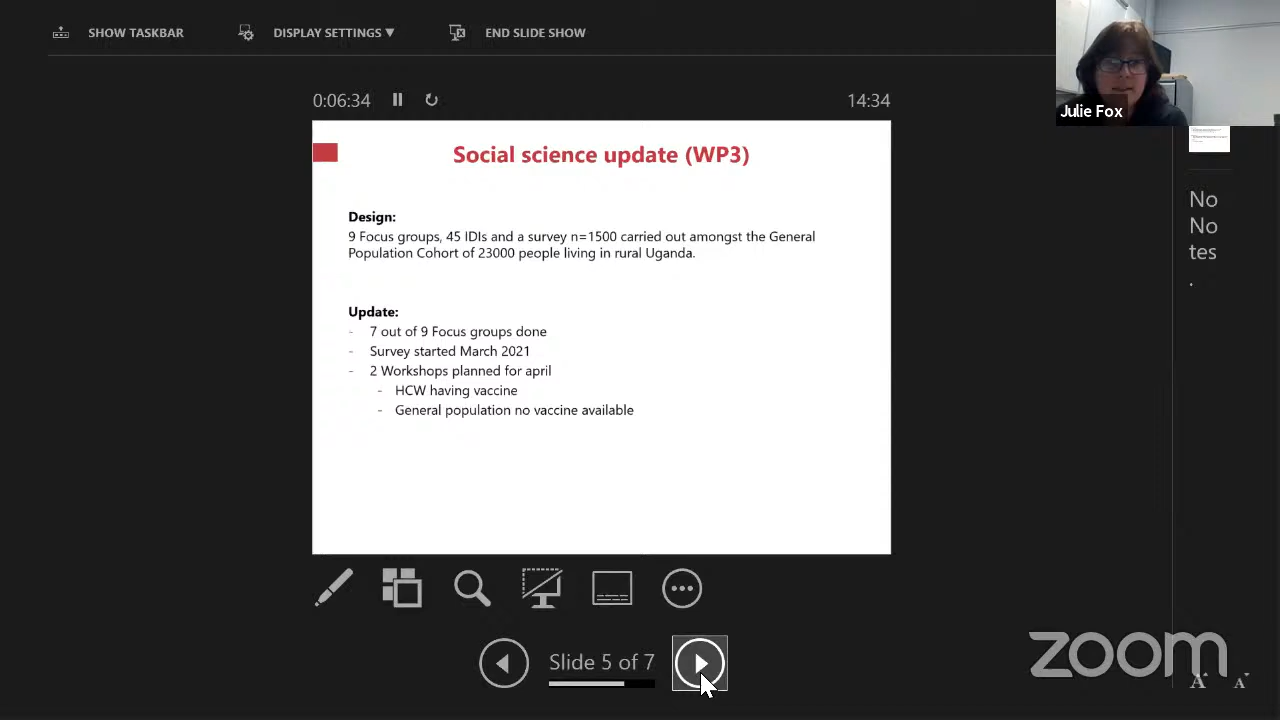 SHOW TASKBAR
DISPLAY SETTINGS ▼
END SLIDE SHOW
Julie Fox
0:06:34
14:34
Social science update (WP3)
Design:
9 Focus groups, 45 IDIs and a survey n=1500 carried out amongst the General
Population Cohort of 23000 people living in rural Uganda.
Update:
- 7 out of 9 Focus groups done
- Survey started March 2021
- 2 Workshops planned for april
- HCW having vaccine
- General population no vaccine available
No
No
tes
.
Slide 5 of 7
zoom
A
A